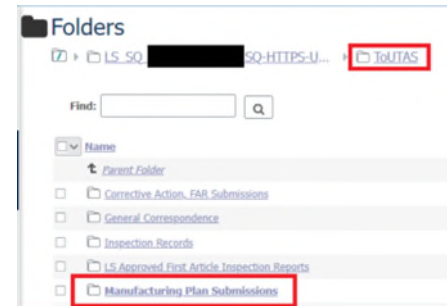 Folders
LS_SQ_ SQ-HTTPS-U... ToUTAS
Find:
Name
Parent Folder
Corrective Action, FAR Submissions
General Correspondence
Inspection Records
LS Approved First Article Inspection Reports
Manufacturing Plan Submissions